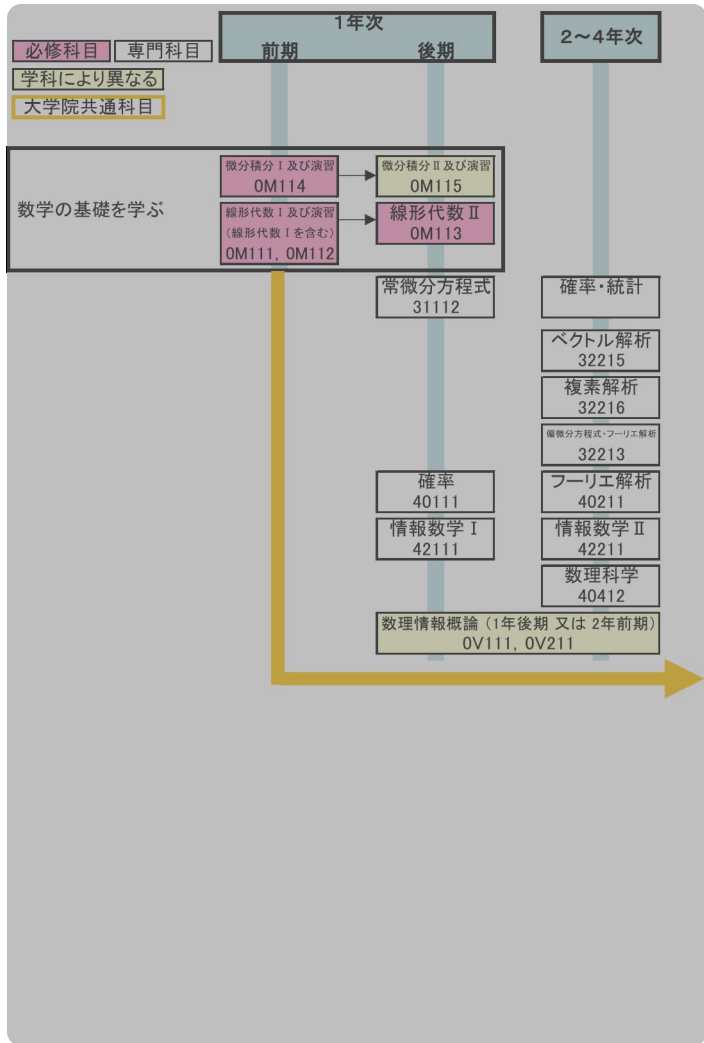 1年次
前期
後期
2～4年次
必修科目
専門科目
学科により異なる
大学院共通科目
数学の基礎を学ぶ
微分積分Ⅰ及び演習
0M114
微分積分Ⅱ及び演習
0M115
線形代数Ⅰ及び演習
(線形代数Ⅰを含む)
0M111, 0M112
線形代数Ⅱ
0M113
常微分方程式
31112
確率・統計
ベクトル解析
32215
複素解析
32216
偏微分方程式・フーリエ解析
32213
確率
40111
フーリエ解析
40211
情報数学Ⅰ
42111
情報数学Ⅱ
42211
数理科学
40412
数理情報概論 (1年後期 又は 2年前期)
0V111, 0V211